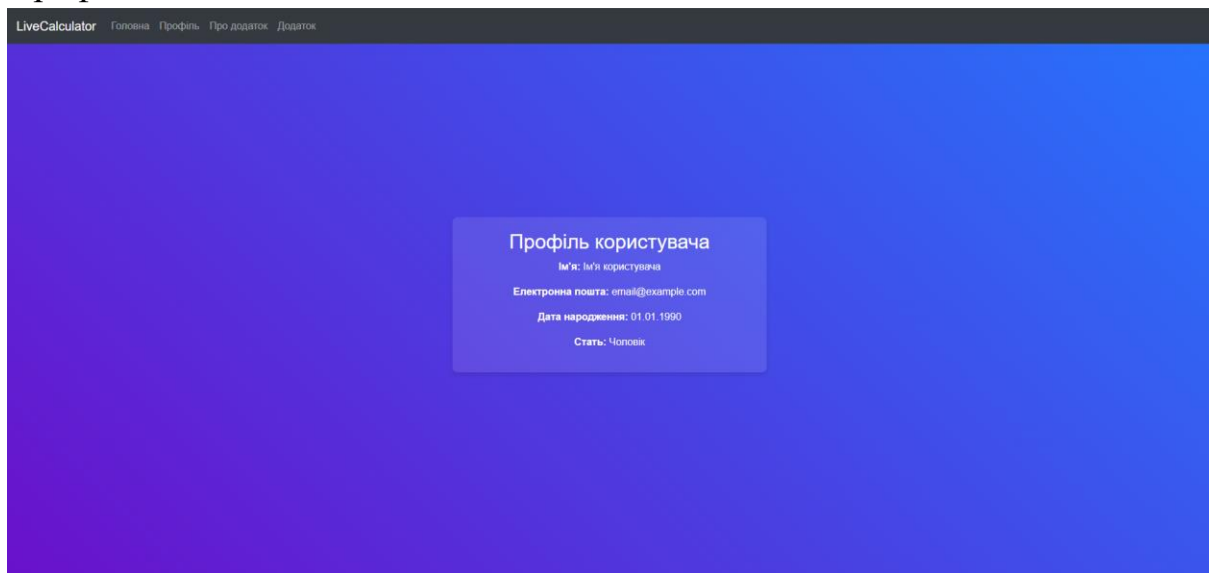 LiveCalculator Головна Профіль Про додаток Додаток
Профіль користувача
Ім'я: Ім'я користувача
Електронна пошта: email@example.com
Дата народження: 01.01.1990
Стать: Чоловік